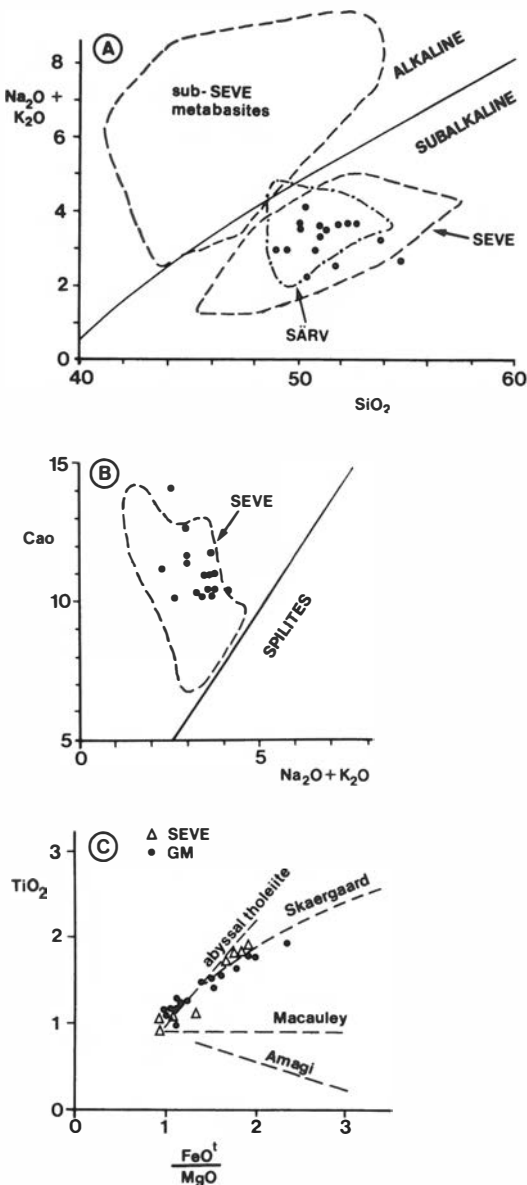 A
8
Na₂O +
K₂O
6
4
2
0
sub-SEVE
metabasites
ALKALINE
SUBALKALINE
SEVE
SÄRV
40
50
60
SiO₂
B
15
Cao
10
5
SEVE
SPILITES
0
5
Na₂O + K₂O
C
△ SEVE
• GM
3
TiO₂
2
1
0
abyssal tholeiite
Skaergaard
Macauley
Amagi
1
2
3
FeOᵗ
MgO